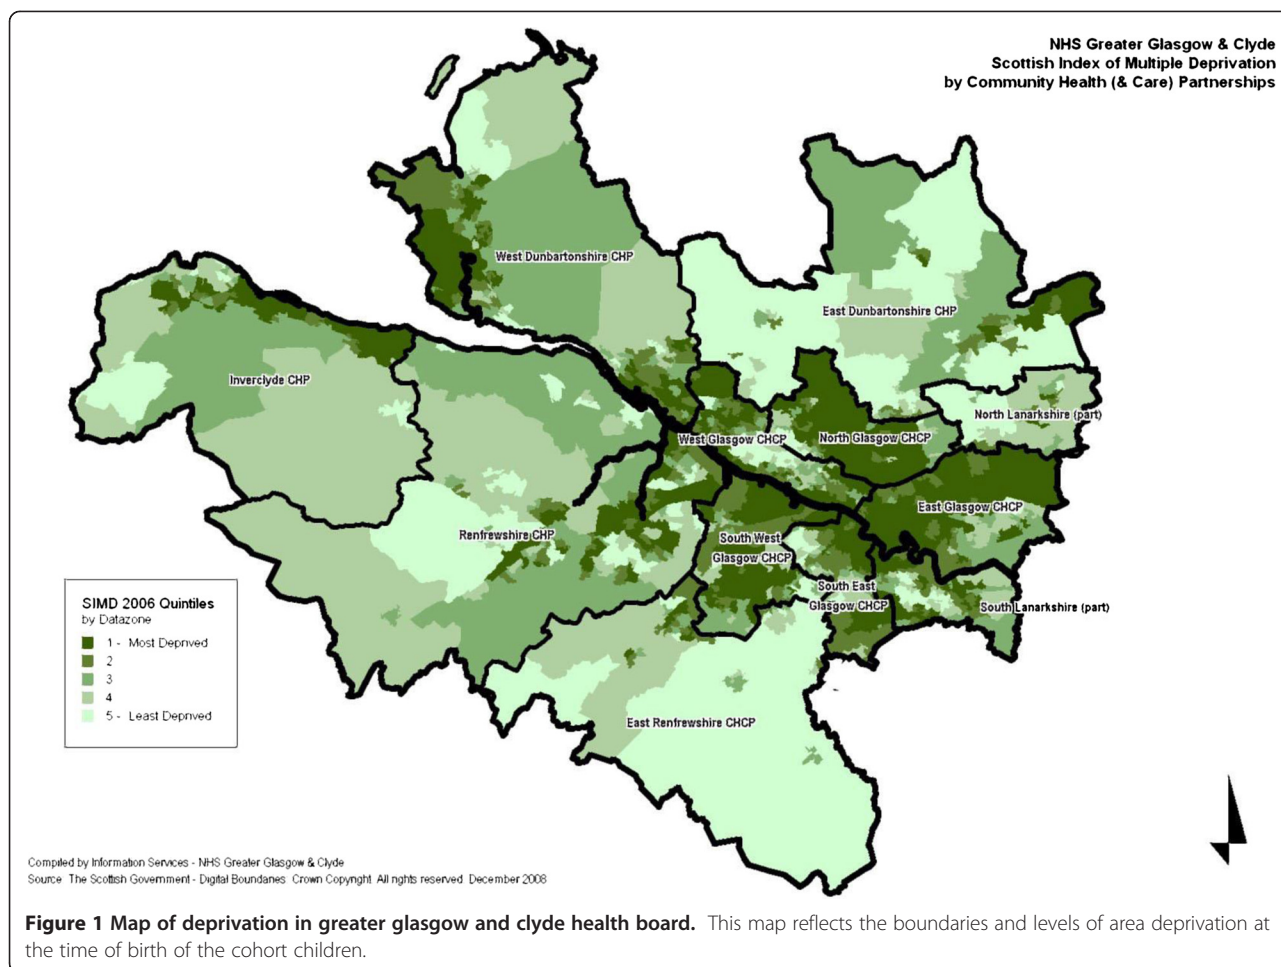 NHS Greater Glasgow & Clyde
Scottish Index of Multiple Deprivation
by Community Health (& Care) Partnerships
West Dunbartonshire CHP
East Dunbartonshire CHP
Inverclyde CHP
North Lanarkshire (part)
West Glasgow CHCP
North Glasgow CHCP
East Glasgow CHCP
Renfrewshire CHP
South West
Glasgow CHCP
South East
Glasgow CHCP
South Lanarkshire (part)
East Renfrewshire CHCP
SIMD 2006 Quintiles
by Datazone
1 - Most Deprived
2
3
4
5 - Least Deprived
Compiled by Information Services - NHS Greater Glasgow & Clyde
Source The Scottish Government - Digital Boundaries Crown Copyright All rights reserved December 2008
Figure 1 Map of deprivation in greater glasgow and clyde health board. This map reflects the boundaries and levels of area deprivation at
the time of birth of the cohort children.